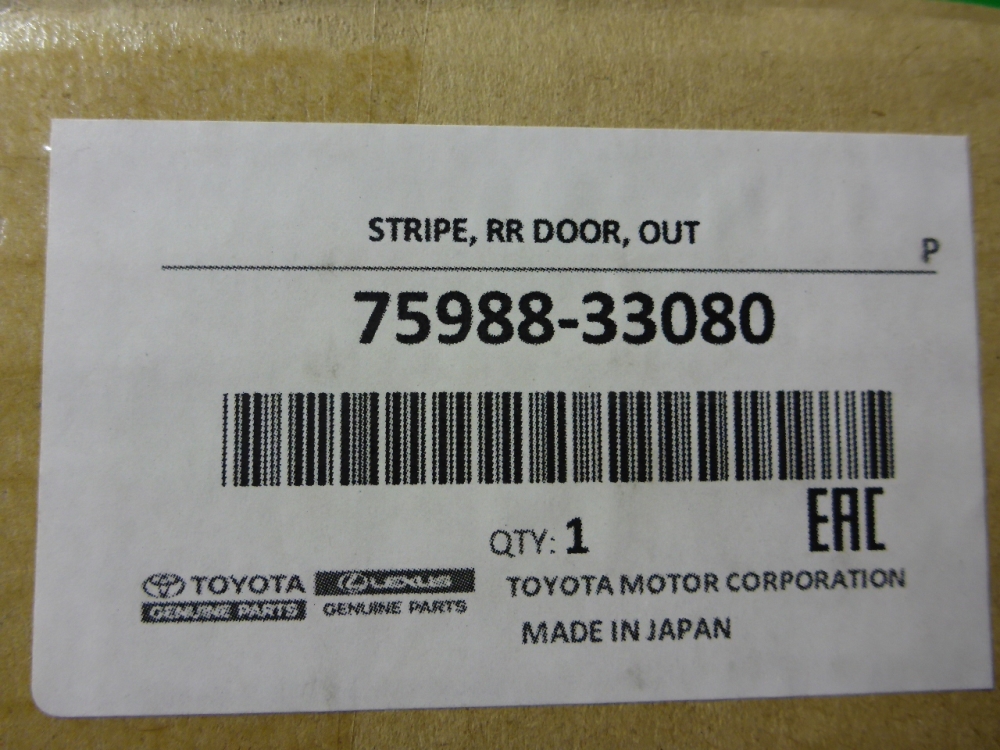 STRIPE, RR DOOR, OUT
P
75988-33080
QTY: 1
EAC
TOYOTA
GENUINE PARTS
LEXUS
GENUINE PARTS
TOYOTA MOTOR CORPORATION
MADE IN JAPAN